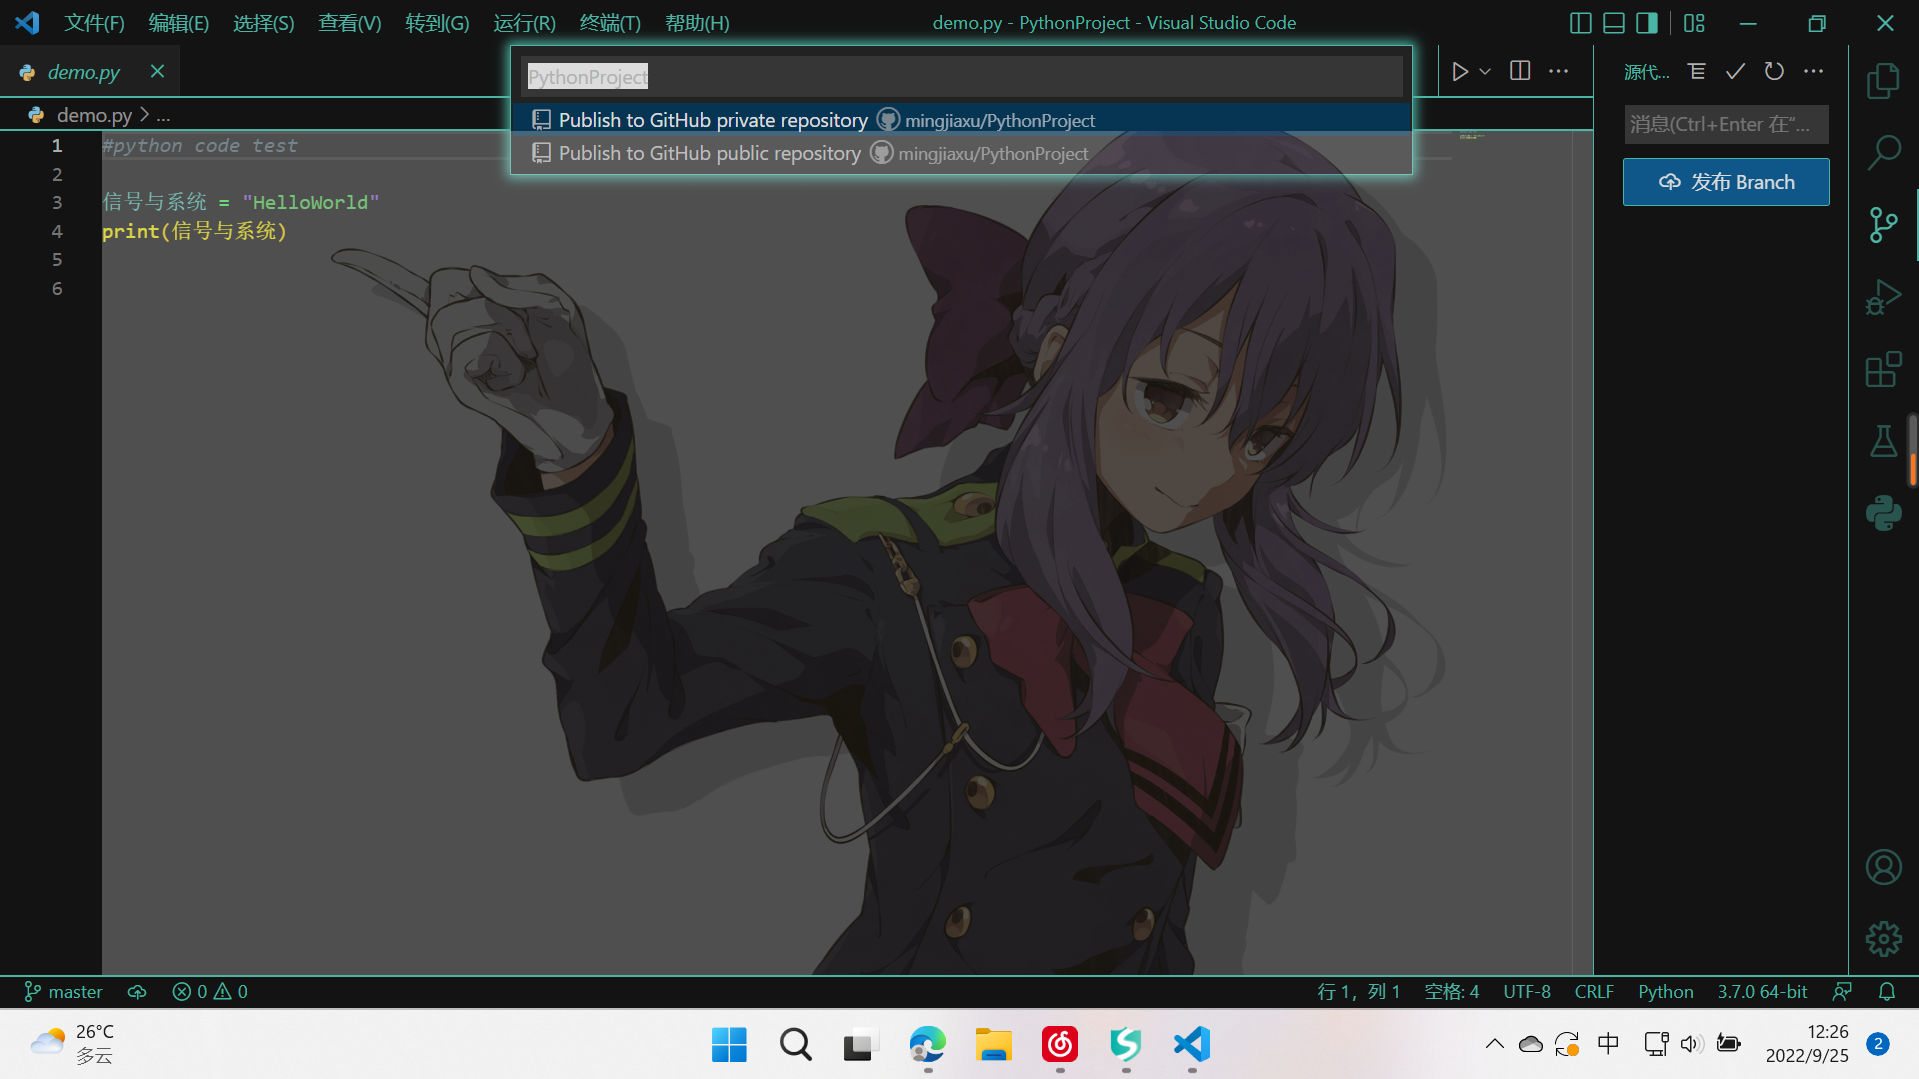 文件(F) 编辑(E) 选择(S) 查看(V) 转到(G) 运行(R) 终端(T) 帮助(H) demo.py - PythonProject - Visual Studio Code
demo.py
PythonProject
源代...
demo.py > ...
Publish to GitHub private repository mingjiaxu/PythonProject
Publish to GitHub public repository mingjiaxu/PythonProject
消息(Ctrl+Enter 在“...
发布 Branch
1 #python code test
2
3 信号与系统 = "HelloWorld"
4 print(信号与系统)
5
6
master 0 0 行 1，列 1 空格: 4 UTF-8 CRLF Python 3.7.0 64-bit
26°C
多云
中
12:26
2022/9/25
2